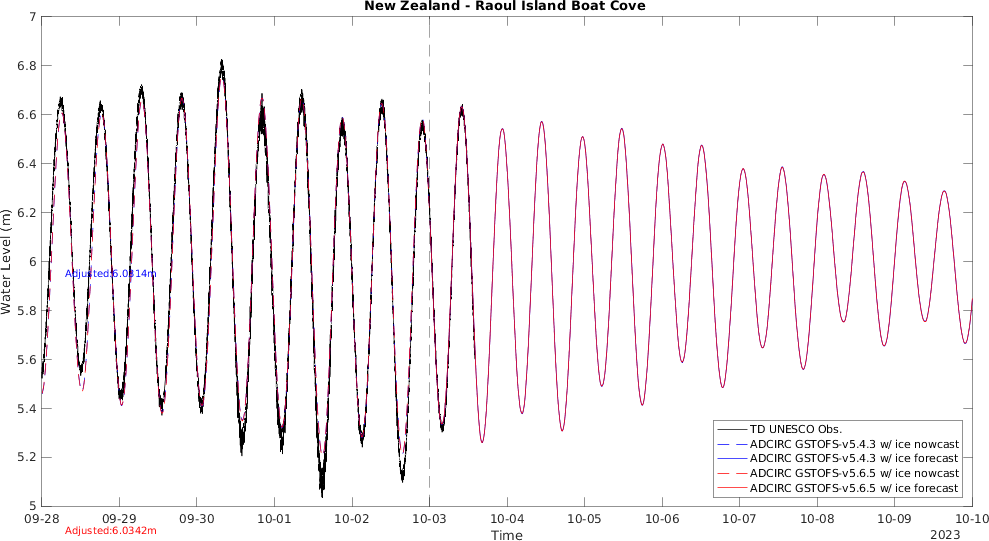 New Zealand - Raoul Island Boat Cove
7
6.8
6.6
6.4
6.2
6
5.8
5.6
5.4
5.2
5
Water Level (m)
Adjusted:6.0314m
Adjusted:6.0342m
TD UNESCO Obs.
ADCIRC GSTOFS-v5.4.3 w/ ice nowcast
ADCIRC GSTOFS-v5.4.3 w/ ice forecast
ADCIRC GSTOFS-v5.6.5 w/ ice nowcast
ADCIRC GSTOFS-v5.6.5 w/ ice forecast
09-28 09-29 09-30 10-01 10-02 10-03 10-04 10-05 10-06 10-07 10-08 10-09 10-10
Time
2023